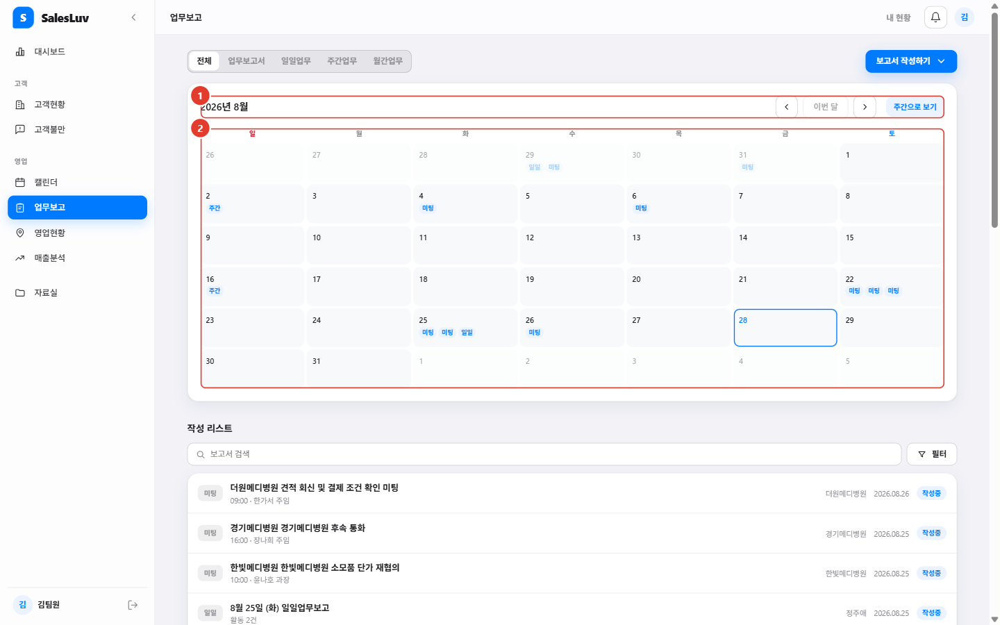 S SalesLuv
업무보고
내 현황
김
대시보드
고객
고객현황
고객불만
영업
캘린더
업무보고
영업현황
매출분석
자료실
김 김팀원
전체 업무보고서 일일업무 주간업무 월간업무
보고서 작성하기
1
2026년 8월
이번 달
주간으로 보기
2
일 월 화 수 목 금 토
26 27 28 29 30 31 1
일일 미팅 미팅
2 3 4 5 6 7 8
주간 미팅 미팅
9 10 11 12 13 14 15
16 17 18 19 20 21 22
주간 미팅 미팅 미팅
23 24 25 26 27 28 29
미팅 미팅 일일 미팅
30 31 1 2 3 4 5
작성 리스트
보고서 검색
필터
미팅 더원메디병원 견적 회신 및 결제 조건 확인 미팅
09:00 · 한가서 주임
더원메디병원 2026.08.26 작성중
미팅 경기메디병원 경기메디병원 후속 통화
16:00 · 장나희 주임
경기메디병원 2026.08.25 작성중
미팅 한빛메디병원 한빛메디병원 소모품 단가 재협의
10:00 · 윤나호 과장
한빛메디병원 2026.08.25 작성중
일일 8월 25일 (화) 일일업무보고
활동 2건
정주애 2026.08.25 작성중